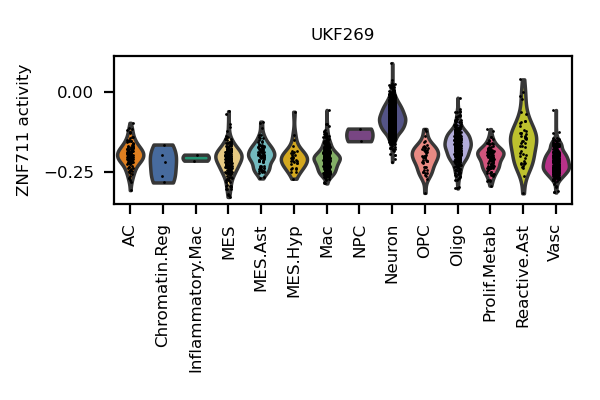 UKF269
ZNF711 activity
0.00
−0.25
AC
Chromatin.Reg
Inflammatory.Mac
MES
MES.Ast
MES.Hyp
Mac
NPC
Neuron
OPC
Oligo
Prolif.Metab
Reactive.Ast
Vasc